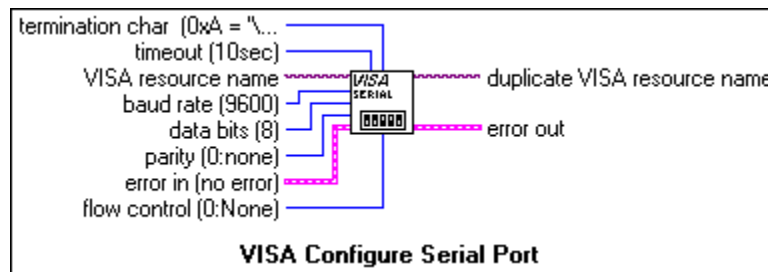 termination char (0xA = "\...
timeout (10sec)
VISA resource name
baud rate (9600)
data bits (8)
parity (0:none)
error in (no error)
flow control (0:None)
VISA
SERIAL
duplicate VISA resource name
error out
VISA Configure Serial Port